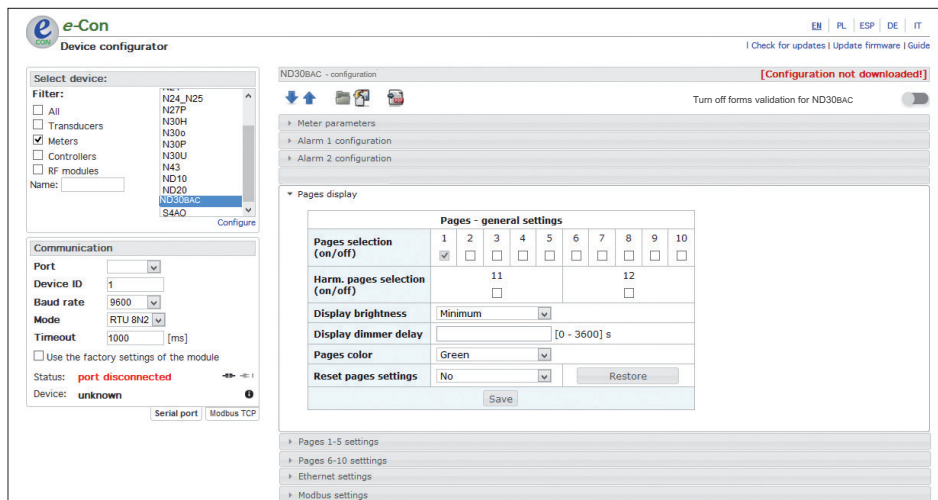 e-Con
CON
Device configurator
EN | PL | ESP | DE | IT
| Check for updates | Update firmware | Guide
Select device:
Filter:
All
Transducers
Meters
Controllers
RF modules
Name:
N24_N25
N27P
N30H
N30o
N30P
N30U
N43
ND10
ND20
ND30BAC
S4AO
Configure
Communication
Port
Device ID 1
Baud rate 9600
Mode RTU 8N2
Timeout 1000 [ms]
Use the factory settings of the module
Status: port disconnected
Device: unknown
Serial port Modbus TCP
ND30BAC - configuration [Configuration not downloaded!]
Turn off forms validation for ND30BAC
Meter parameters
Alarm 1 configuration
Alarm 2 configuration
Pages display
Pages - general settings
Pages selection (on/off) 1 2 3 4 5 6 7 8 9 10
Harm. pages selection (on/off) 11 12
Display brightness Minimum
Display dimmer delay [0 - 3600] s
Pages color Green
Reset pages settings No Restore
Save
Pages 1-5 settings
Pages 6-10 setttings
Ethernet settings
Modbus settings